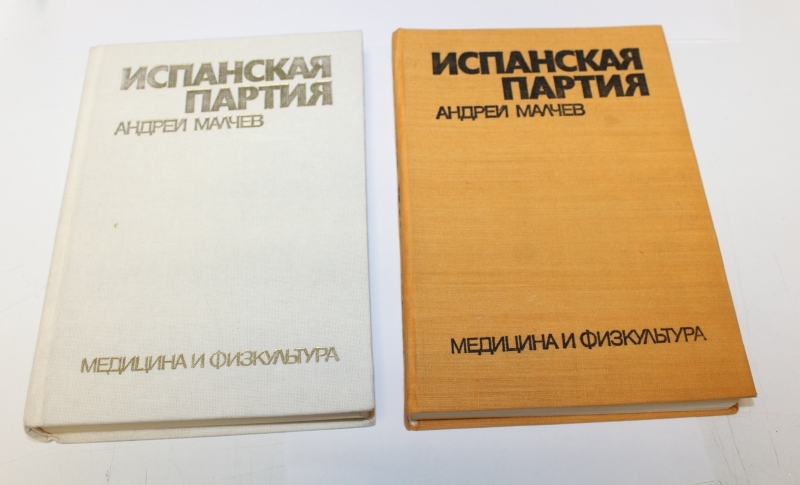 ИСПАНСКАЯ
ПАРТИЯ
АНДРЕЙ МАЛЧЕВ
МЕДИЦИНА И ФИЗКУЛЬТУРА
ИСПАНСКАЯ
ПАРТИЯ
АНДРЕЙ МАЛЧЕВ
МЕДИЦИНА И ФИЗКУЛЬТУРА